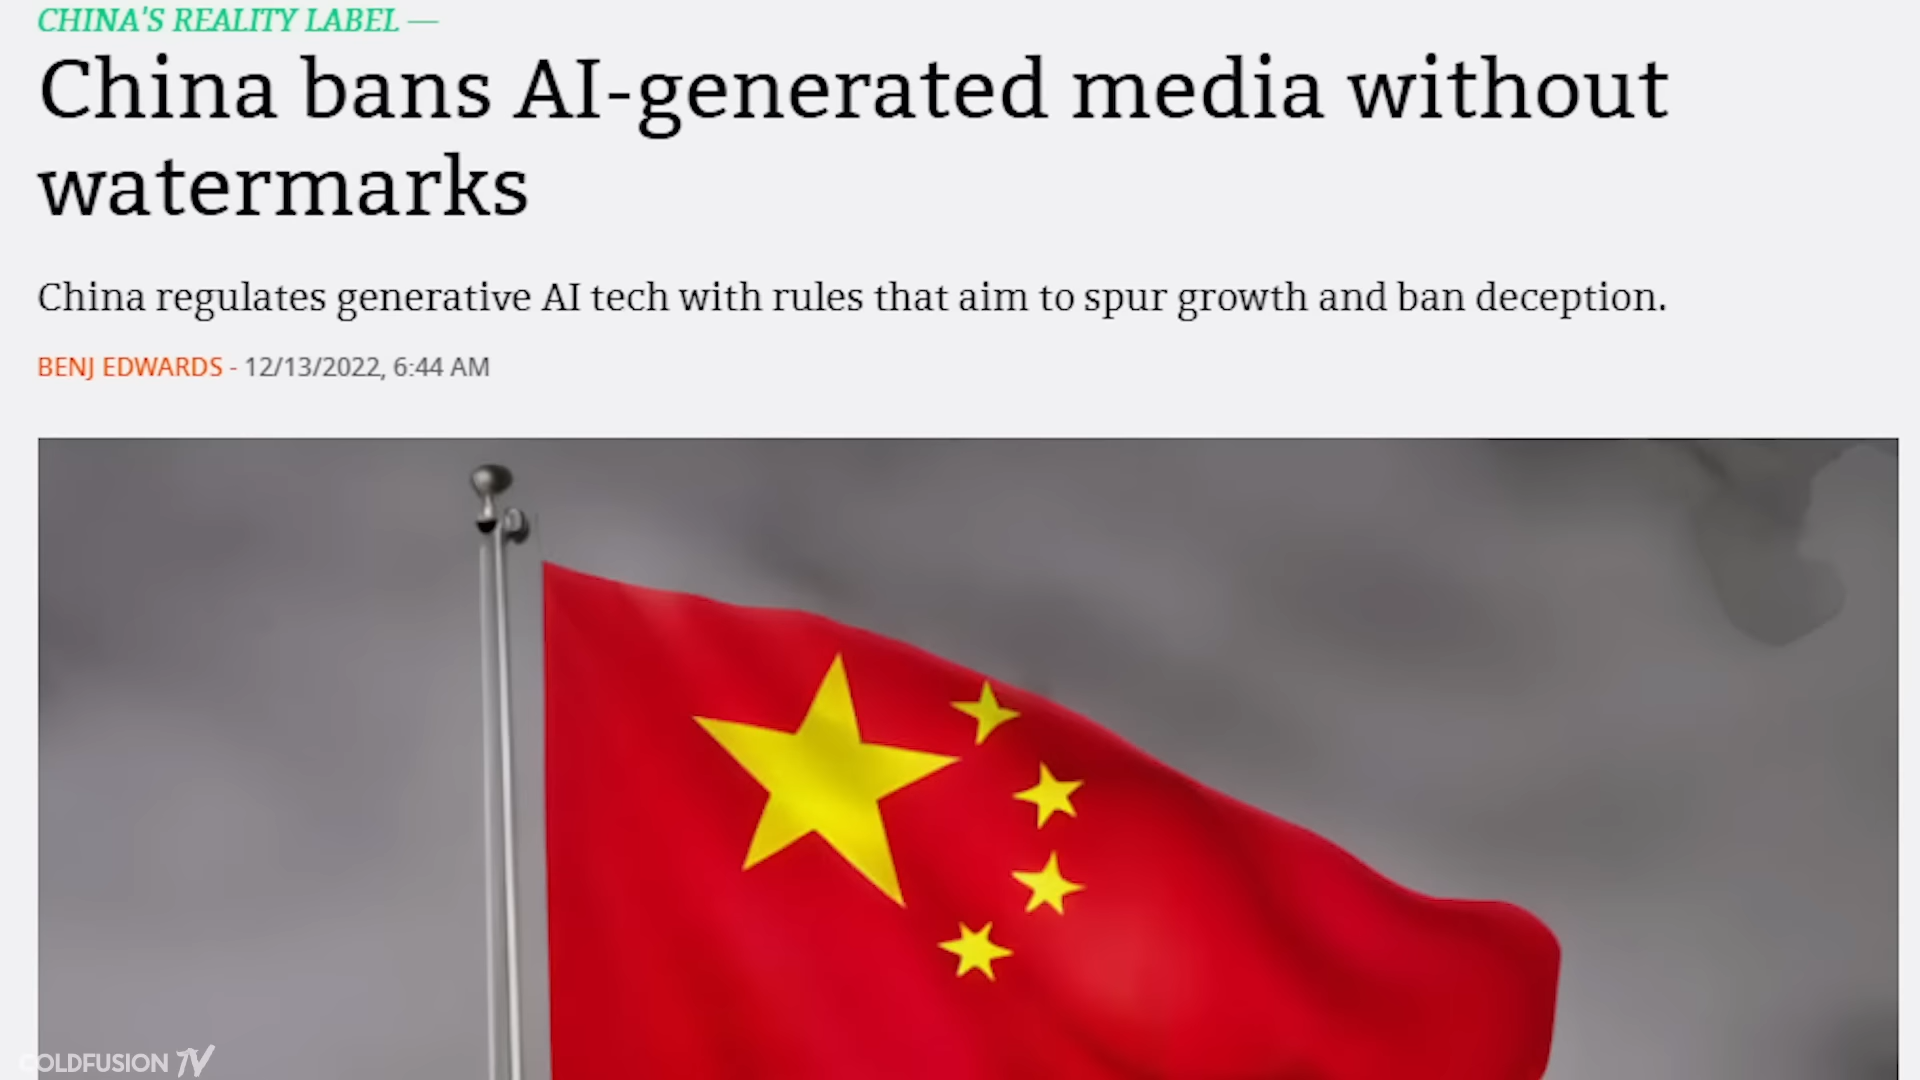 CHINA'S REALITY LABEL —
China bans AI-generated media without
watermarks
China regulates generative AI tech with rules that aim to spur growth and ban deception.
BENJ EDWARDS - 12/13/2022, 6:44 AM
COLDFUSION TV